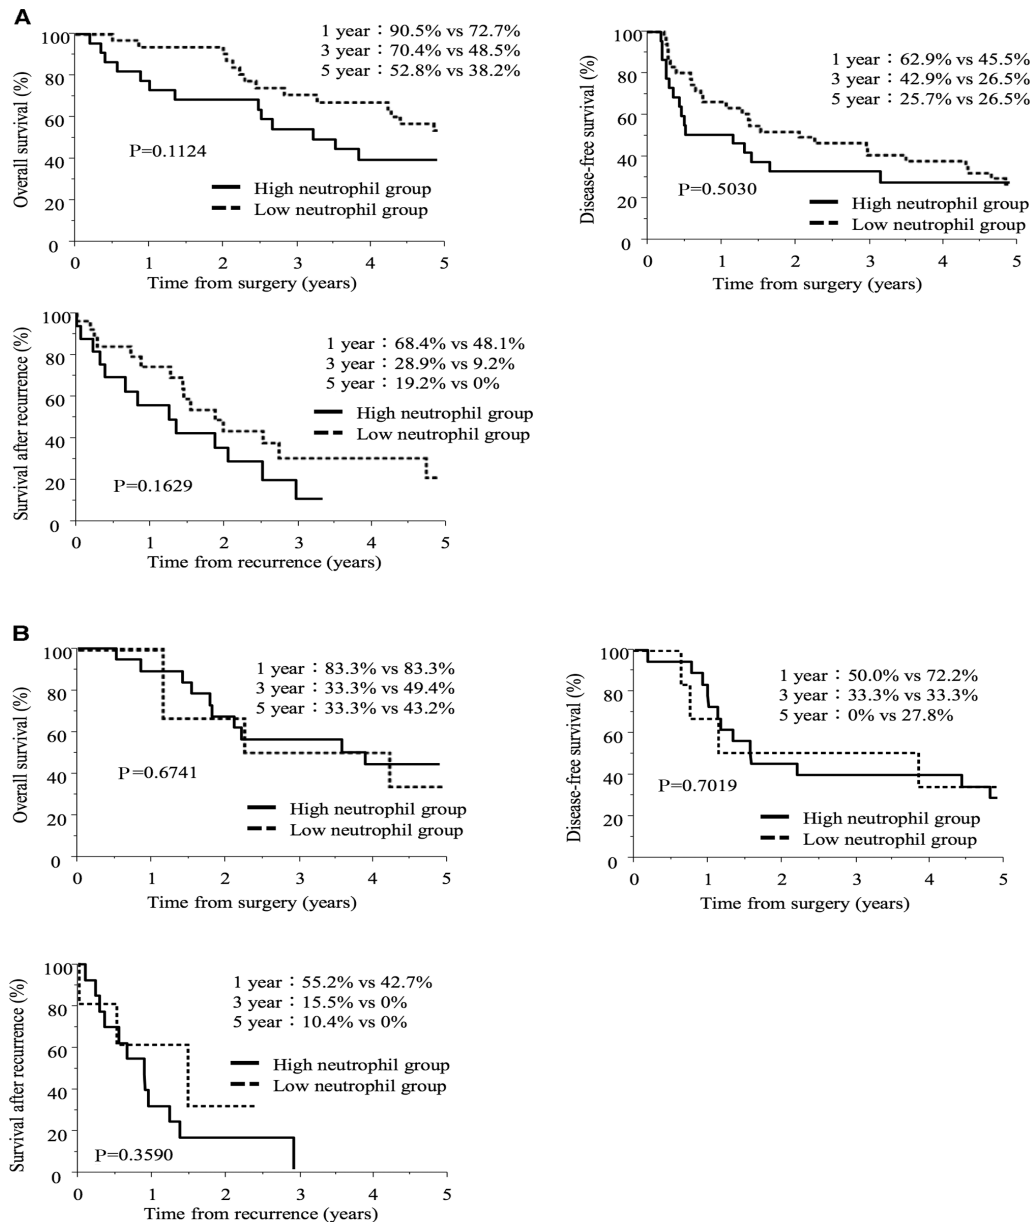 A
Overall survival (%)
100
80
60
40
20
0
1 year：90.5% vs 72.7%
3 year：70.4% vs 48.5%
5 year：52.8% vs 38.2%
P=0.1124
High neutrophil group
Low neutrophil group
0 1 2 3 4 5
Time from surgery (years)
Disease-free survival (%)
100
80
60
40
20
0
1 year：62.9% vs 45.5%
3 year：42.9% vs 26.5%
5 year：25.7% vs 26.5%
P=0.5030
High neutrophil group
Low neutrophil group
0 1 2 3 4 5
Time from surgery (years)
Survival after recurrence (%)
100
80
60
40
20
0
1 year：68.4% vs 48.1%
3 year：28.9% vs 9.2%
5 year：19.2% vs 0%
High neutrophil group
Low neutrophil group
P=0.1629
0 1 2 3 4 5
Time from recurrence (years)
B
Overall survival (%)
100
80
60
40
20
0
1 year：83.3% vs 83.3%
3 year：33.3% vs 49.4%
5 year：33.3% vs 43.2%
P=0.6741
High neutrophil group
Low neutrophil group
0 1 2 3 4 5
Time from surgery (years)
Disease-free survival (%)
100
80
60
40
20
0
1 year：50.0% vs 72.2%
3 year：33.3% vs 33.3%
5 year：0% vs 27.8%
P=0.7019
High neutrophil group
Low neutrophil group
0 1 2 3 4 5
Time from surgery (years)
Survival after recurrence (%)
100
80
60
40
20
0
1 year：55.2% vs 42.7%
3 year：15.5% vs 0%
5 year：10.4% vs 0%
High neutrophil group
Low neutrophil group
P=0.3590
0 1 2 3 4 5
Time from recurrence (years)